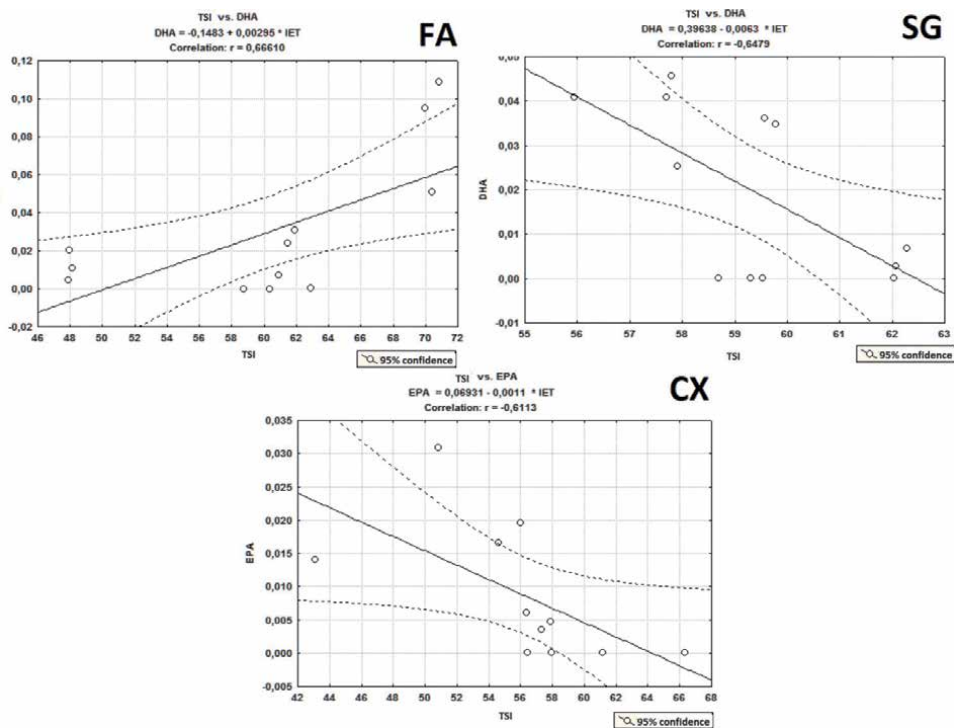 TSI vs. DHA
DHA = -0,1483 + 0,00295 * IET
Correlation: r = 0,66610
FA
0,12
0,10
0,08
0,06
0,04
0,02
0,00
-0,02
46 48 50 52 54 56 58 60 62 64 66 68 70 72
TSI
95% confidence
TSI vs. DHA
DHA = 0,39638 - 0,0063 * IET
Correlation: r = -0,6479
SG
0,05
0,04
0,03
0,02
0,01
0,00
-0,01
DHA
55 56 57 58 59 60 61 62 63
TSI
95% confidence
TSI vs. EPA
EPA = 0,06931 - 0,0011 * IET
Correlation: r = -0,6113
CX
0,035
0,030
0,025
0,020
0,015
0,010
0,005
0,000
-0,005
EPA
42 44 46 48 50 52 54 56 58 60 62 64 66 68
TSI
95% confidence